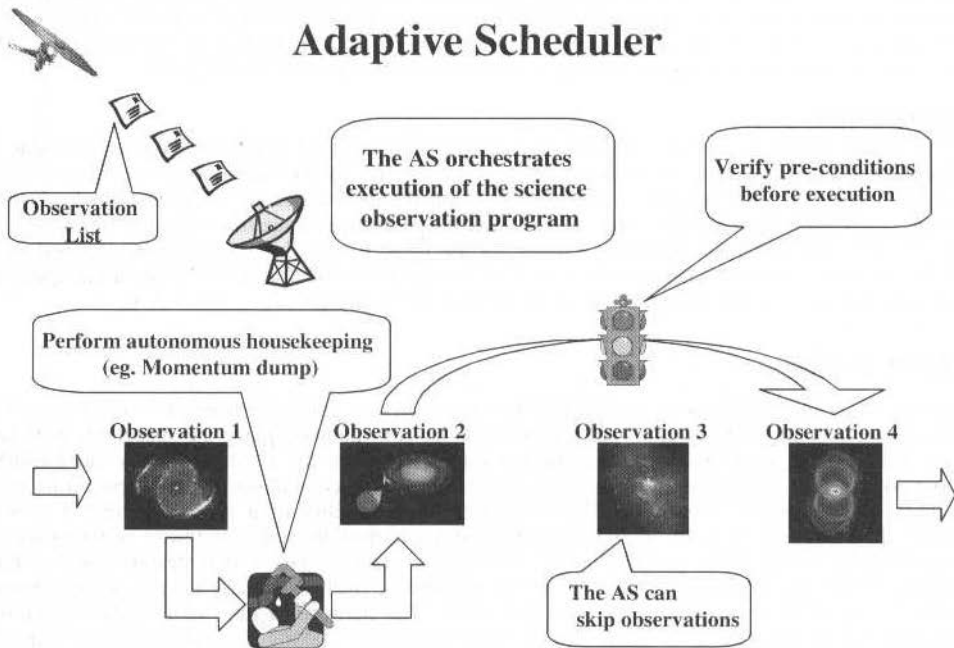 Adaptive Scheduler
Observation
List
The AS orchestrates
execution of the science
observation program
Verify pre-conditions
before execution
Perform autonomous housekeeping
(eg. Momentum dump)
Observation 1
Observation 2
Observation 3
Observation 4
The AS can
skip observations